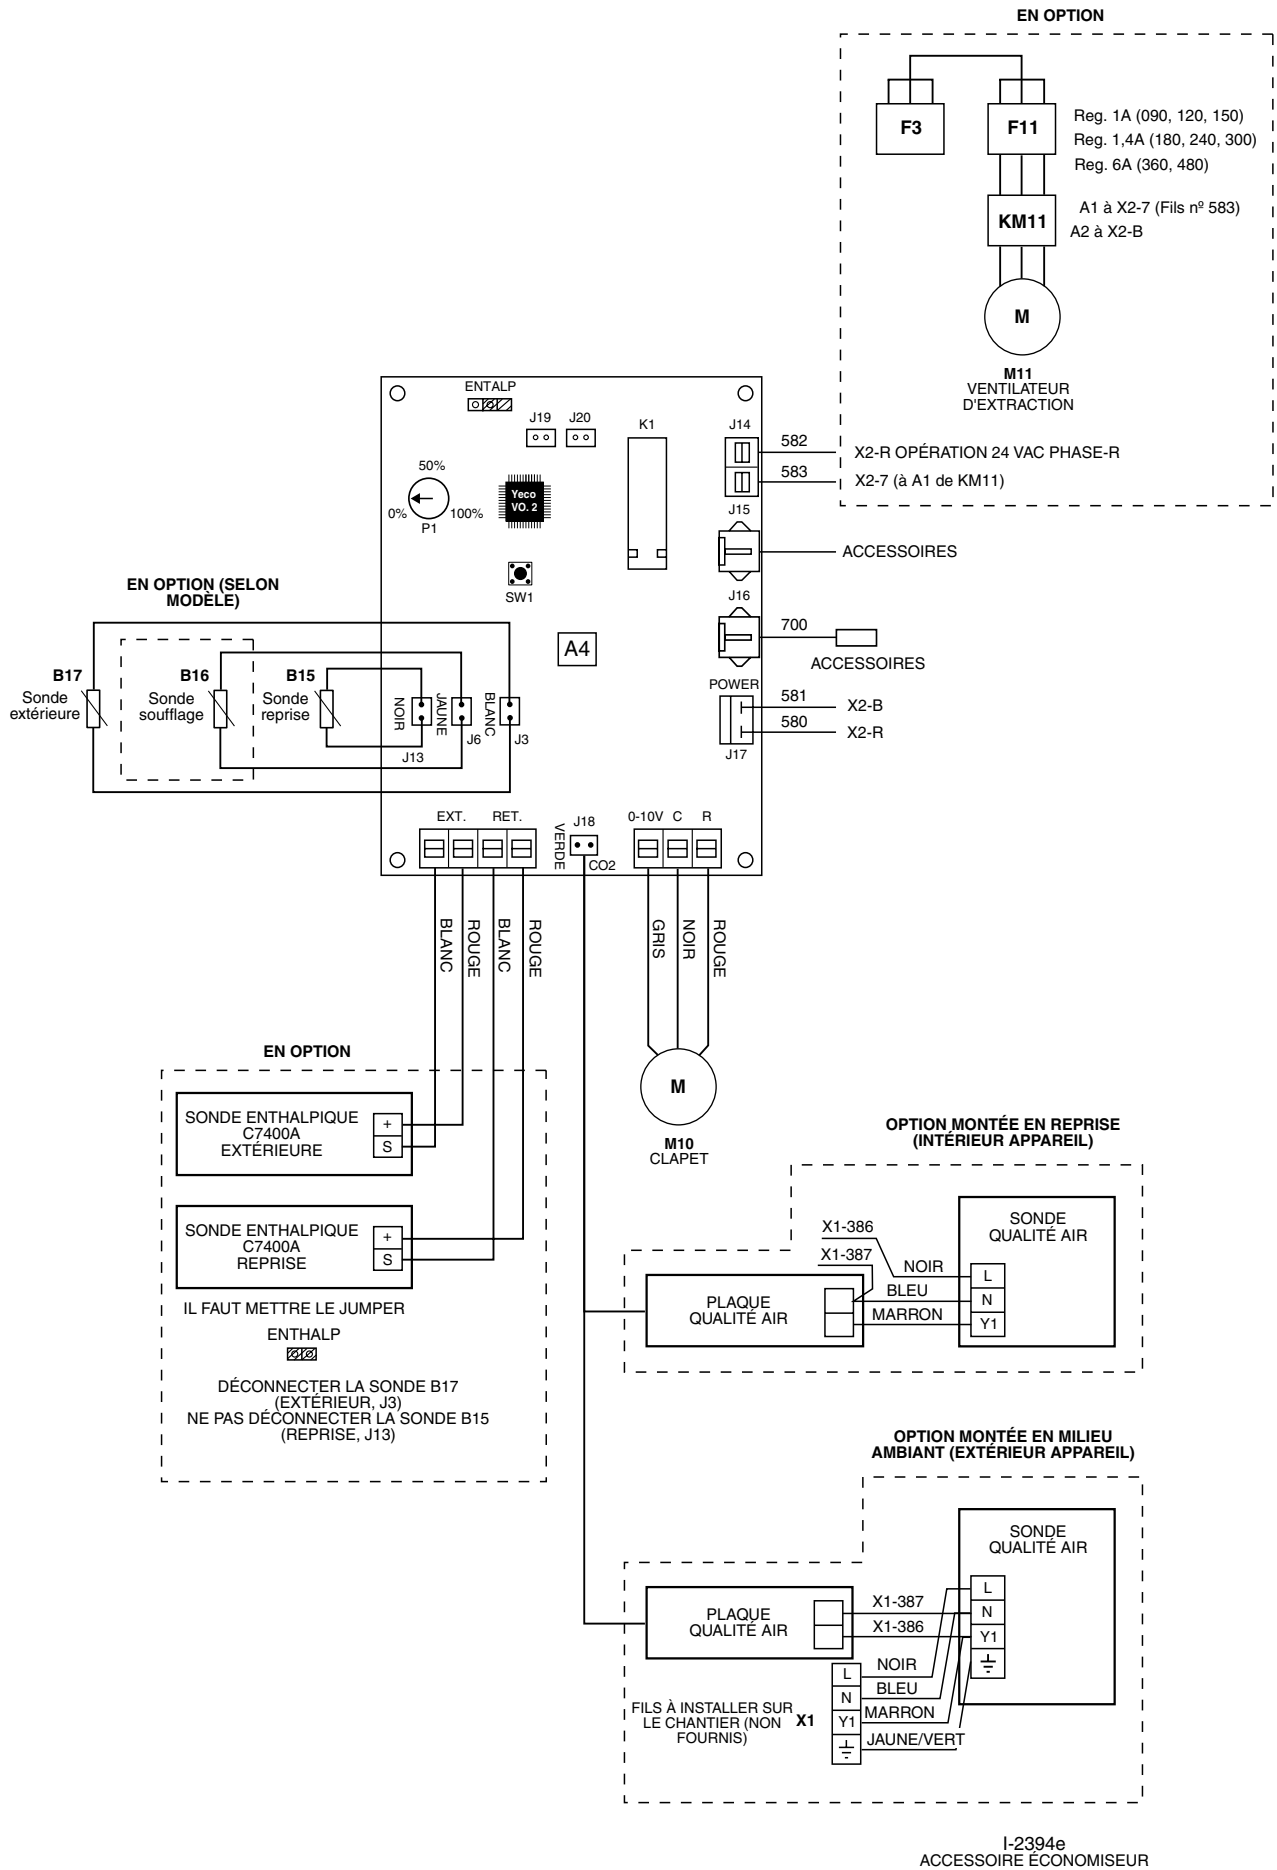 EN OPTION
F3
F11
Reg. 1A (090, 120, 150)
Reg. 1,4A (180, 240, 300)
Reg. 6A (360, 480)
KM11
A1 à X2-7 (Fils nº 583)
A2 à X2-B
M
M11
VENTILATEUR
D'EXTRACTION
ENTALP
J19
J20
K1
J14
582
X2-R OPÉRATION 24 VAC PHASE-R
583
X2-7 (à A1 de KM11)
50%
0%
100%
P1
Yeco
VO. 2
J15
ACCESSOIRES
SW1
J16
700
ACCESSOIRES
A4
EN OPTION (SELON
MODÈLE)
B17
Sonde
extérieure
B16
Sonde
soufflage
B15
Sonde
reprise
NOIR
JAUNE
BLANC
J13
J6
J3
POWER
581
X2-B
580
X2-R
J17
EXT.
RET.
VERDE
J18
CO2
0-10V
C
R
BLANC
ROUGE
BLANC
ROUGE
GRIS
NOIR
ROUGE
M
M10
CLAPET
EN OPTION
SONDE ENTHALPIQUE
C7400A
EXTÉRIEURE
+
S
SONDE ENTHALPIQUE
C7400A
REPRISE
+
S
IL FAUT METTRE LE JUMPER
ENTHALP
DÉCONNECTER LA SONDE B17
(EXTÉRIEUR, J3)
NE PAS DÉCONNECTER LA SONDE B15
(REPRISE, J13)
OPTION MONTÉE EN REPRISE
(INTÉRIEUR APPAREIL)
SONDE
QUALITÉ AIR
X1-386
X1-387
NOIR
BLEU
MARRON
L
N
Y1
PLAQUE
QUALITÉ AIR
OPTION MONTÉE EN MILIEU
AMBIANT (EXTÉRIEUR APPAREIL)
SONDE
QUALITÉ AIR
L
N
Y1
PLAQUE
QUALITÉ AIR
X1-387
X1-386
FILS À INSTALLER SUR
LE CHANTIER (NON
FOURNIS)
X1
L
N
Y1
NOIR
BLEU
MARRON
JAUNE/VERT
I-2394e
ACCESSOIRE ÉCONOMISEUR